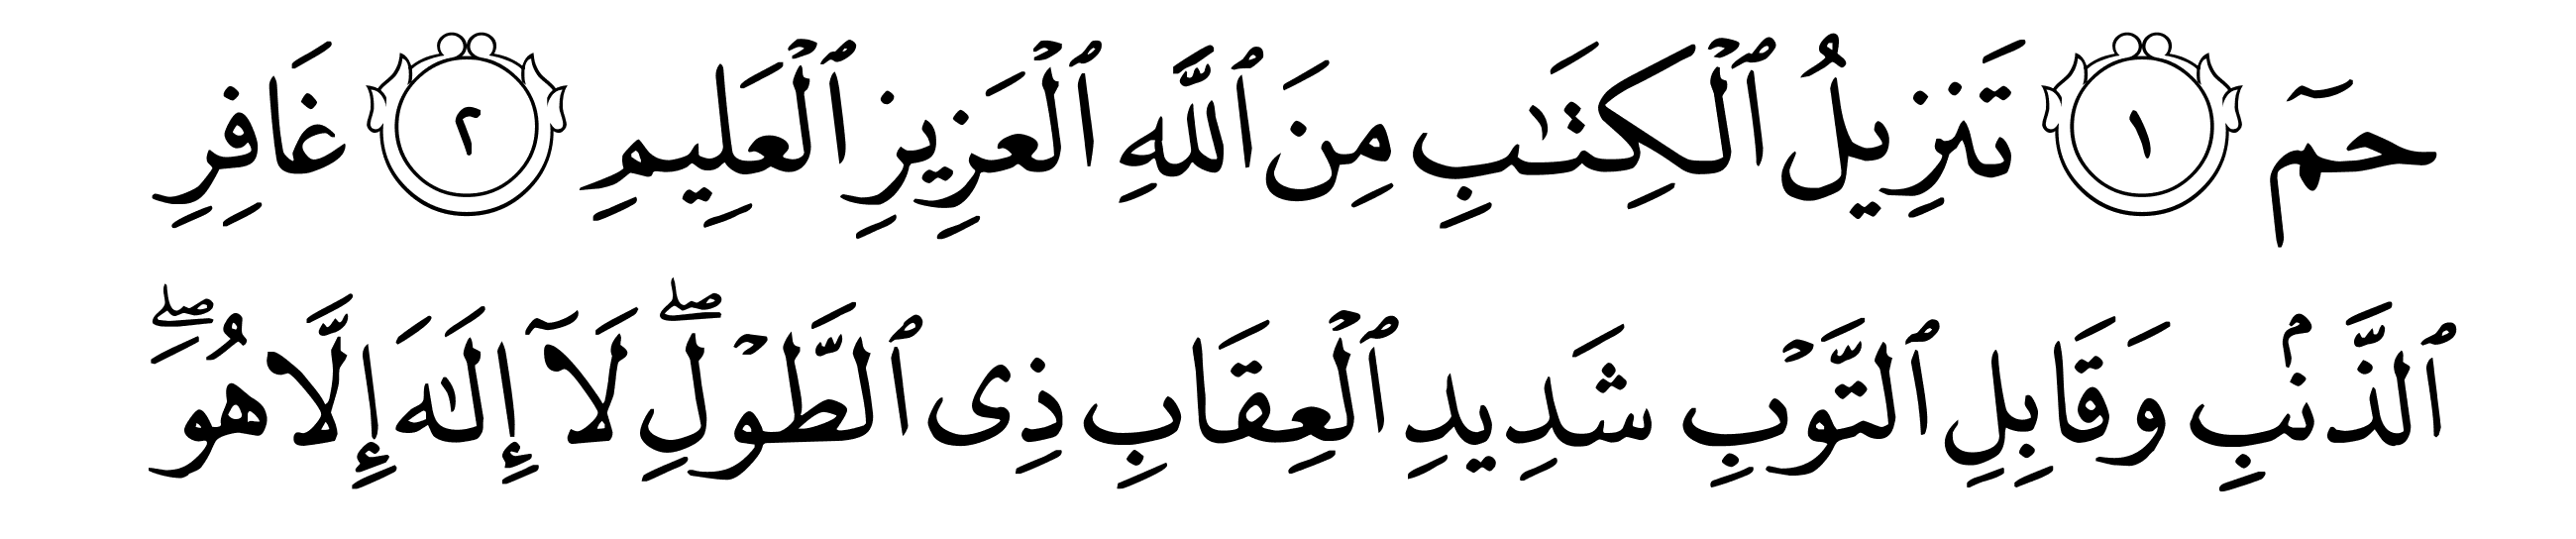 حمٓ ١ تَنزِيلُ ٱلْكِتَـٰبِ مِنَ ٱللَّهِ ٱلْعَزِيزِ ٱلْعَلِيمِ ٢ غَافِرِ
ٱلذَّنۢبِ وَقَابِلِ ٱلتَّوْبِ شَدِيدِ ٱلْعِقَابِ ذِى ٱلطَّوْلِ ۖ لَآ إِلَـٰهَ إِلَّا هُوَ ۖ